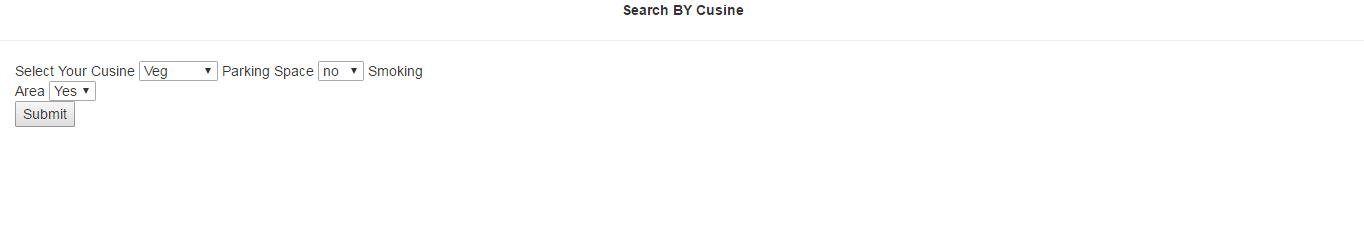 Search BY Cusine
Select Your Cusine Veg Parking Space no Smoking
Area Yes
Submit